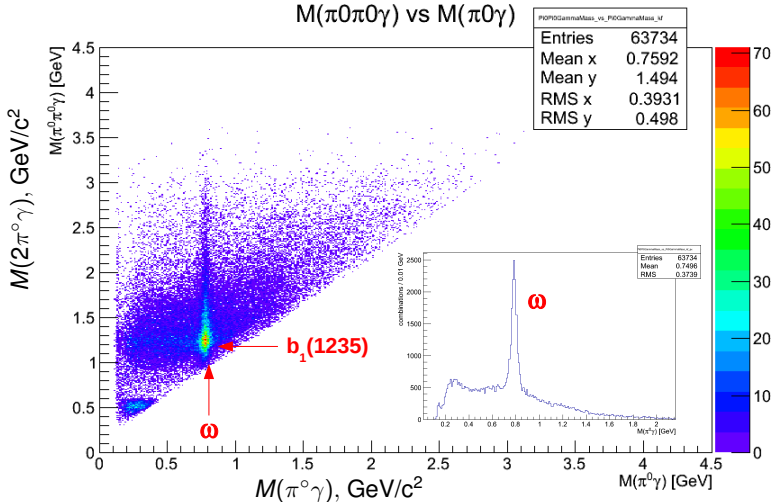 M(π0π0γ) vs M(π0γ)
Pi0Pi0GammaMass_vs_Pi0GammaMass_kf
Entries 63734
Mean x 0.7592
Mean y 1.494
RMS x 0.3931
RMS y 0.498
M(2π°γ), GeV/c²
M(π⁰π⁰γ) [GeV]
4.5
4
3.5
3
2.5
2
1.5
1
0.5
0
70
60
50
40
30
20
10
0
b₁(1235)
ω
Entries 63734
Mean 0.7496
RMS 0.3739
combinations / 0.01 GeV
2500
2000
1500
1000
500
0
ω
0.2 0.4 0.6 0.8 1 1.2 1.4 1.6 1.8 2
M(π⁰γ) [GeV]
0 0.5 1 1.5 2 2.5 3 3.5 4 4.5
M(π°γ), GeV/c²
M(π⁰γ) [GeV]